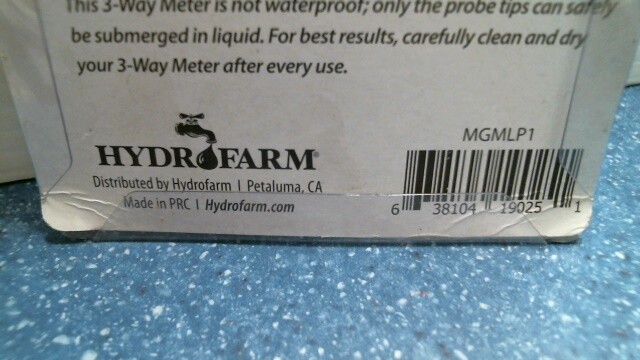 This 3-Way Meter is not waterproof; only the probe tips can safely
be submerged in liquid. For best results, carefully clean and dry
your 3-Way Meter after every use.
HYDROFARM®
Distributed by Hydrofarm | Petaluma, CA
Made in PRC | Hydrofarm.com
MGMLP1
6 38104 19025 1